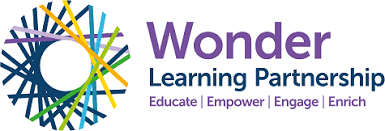 Wonder
Learning Partnership
Educate | Empower | Engage | Enrich